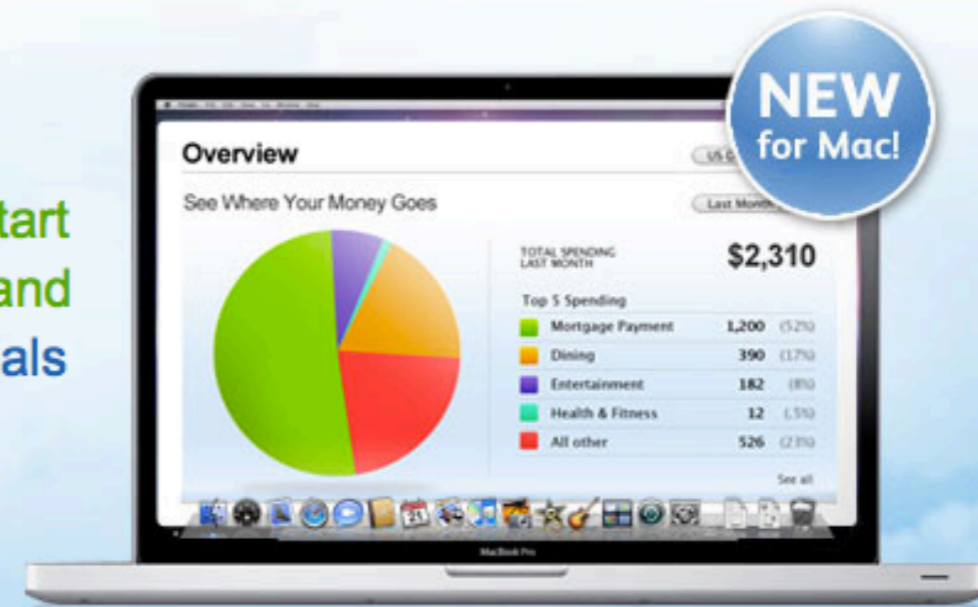 NEW
for Mac!
Overview
US
See Where Your Money Goes
Last Month
tart
and
als
TOTAL SPENDING
LAST MONTH
$2,310
Top 5 Spending
Mortgage Payment 1,200 (52%)
Dining 390 (17%)
Entertainment 182 (8%)
Health & Fitness 12 (.5%)
All other 526 (23%)
See all
MacBook Pro